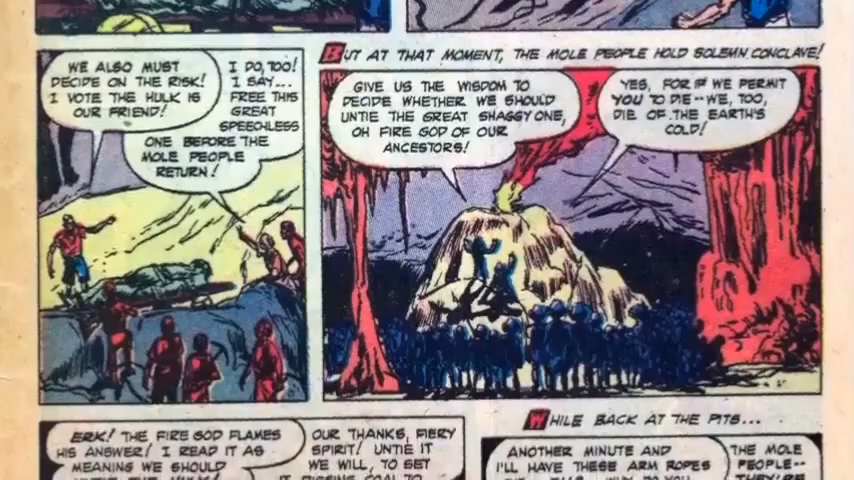 WE ALSO MUST
DECIDE ON THE RISK!
I VOTE THE HULK IS
OUR FRIEND!
I DO, TOO!
I SAY...
FREE THIS
GREAT
SPEECHLESS
ONE BEFORE THE
MOLE PEOPLE
RETURN!
BUT AT THAT MOMENT, THE MOLE PEOPLE HOLD SOLEMN CONCLAVE!
GIVE US THE WISDOM TO
DECIDE WHETHER WE SHOULD
UNTIE THE GREAT SHAGGY ONE,
OH FIRE GOD OF OUR
ANCESTORS!
YES, FOR IF WE PERMIT
YOU TO DIE--WE, TOO,
DIE OF THE EARTH'S
COLD!
ERK! THE FIRE GOD FLAMES
HIS ANSWER! I READ IT AS
MEANING WE SHOULD
OUR THANKS, FIERY
SPIRIT! UNTIE IT
WE WILL, TO SET
WHILE BACK AT THE PITS...
ANOTHER MINUTE AND
I'LL HAVE THESE ARM ROPES
THE MOLE
PEOPLE--
THEY'RE